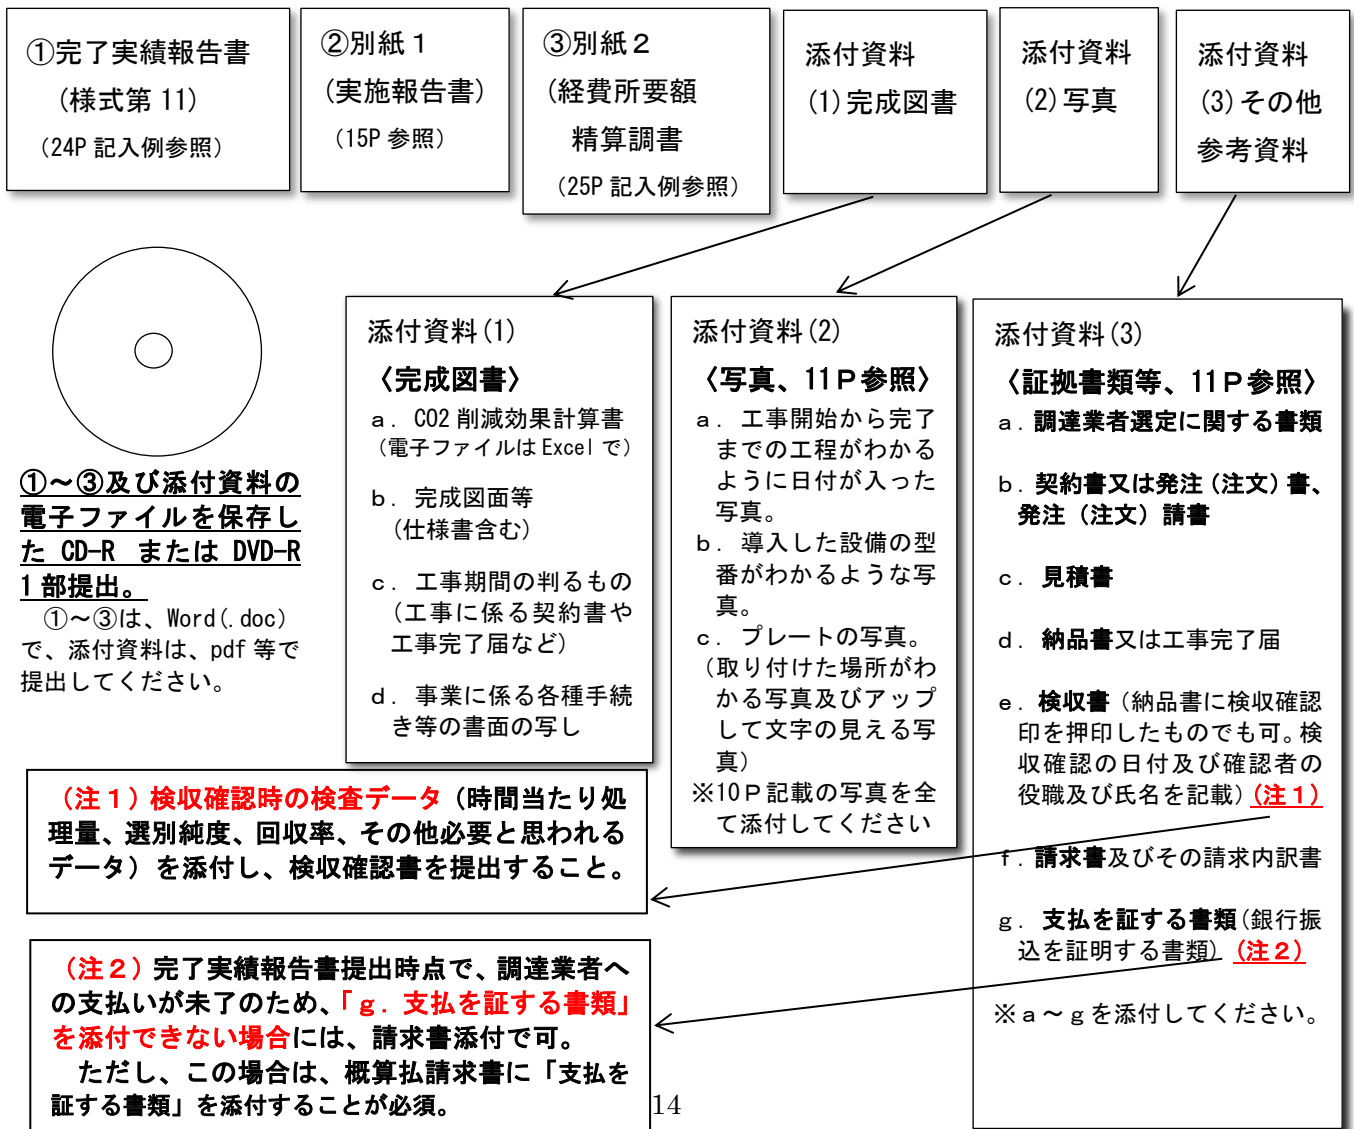 ①完了実績報告書
(様式第 11)
(24P 記入例参照)
②別紙１
(実施報告書)
(15P 参照)
③別紙２
(経費所要額
精算調書
(25P 記入例参照)
添付資料
(1)完成図書
添付資料
(2)写真
添付資料
(3)その他
参考資料
①～③及び添付資料の
電子ファイルを保存し
た CD-R または DVD-R
1 部提出。
①～③は、Word(.doc)
で、添付資料は、pdf 等で
提出してください。
添付資料(1)
〈完成図書〉
ａ．CO2 削減効果計算書
(電子ファイルは Excel で)
ｂ．完成図面等
(仕様書含む)
ｃ．工事期間の判るもの
（工事に係る契約書や
工事完了届など）
ｄ．事業に係る各種手続
き等の書面の写し
添付資料(2)
〈写真、11Ｐ参照〉
ａ．工事開始から完了
までの工程がわかる
ように日付が入った
写真。
ｂ．導入した設備の型
番がわかるような写
真。
ｃ．プレートの写真。
（取り付けた場所がわ
かる写真及びアップ
して文字の見える写
真）
※10Ｐ記載の写真を全
て添付してください
添付資料(3)
〈証拠書類等、11Ｐ参照〉
ａ．調達業者選定に関する書類
ｂ．契約書又は発注（注文）書、
発注（注文）請書
ｃ．見積書
ｄ．納品書又は工事完了届
ｅ．検収書（納品書に検収確認
印を押印したものでも可。検
収確認の日付及び確認者の
役職及び氏名を記載）(注１)
ｆ．請求書及びその請求内訳書
ｇ．支払を証する書類(銀行振
込を証明する書類) (注２)
※ａ～ｇを添付してください。
（注１）検収確認時の検査データ（時間当たり処
理量、選別純度、回収率、その他必要と思われる
データ）を添付し、検収確認書を提出すること。
（注２）完了実績報告書提出時点で、調達業者へ
の支払いが未了のため、「ｇ．支払を証する書類」
を添付できない場合には、請求書添付で可。
ただし、この場合は、概算払請求書に「支払を
証する書類」を添付することが必須。
14